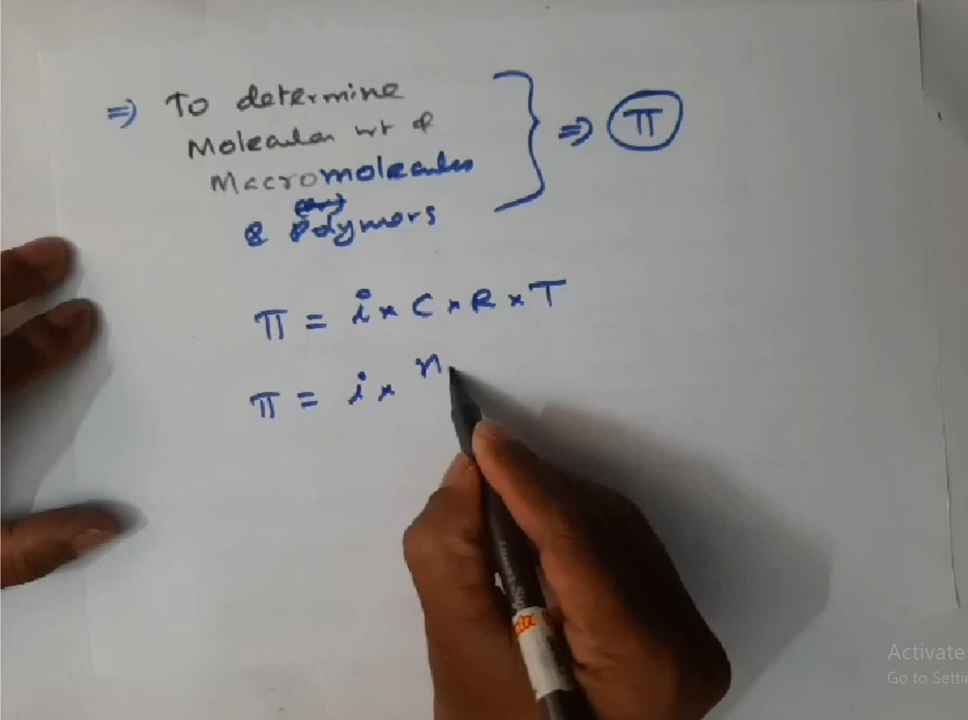 ⇒ To determine
Molecular wt of
Macromolecules
& Polymers
⇒ π
π = i × C × R × T
π = i × n
Activate
Go to Setti